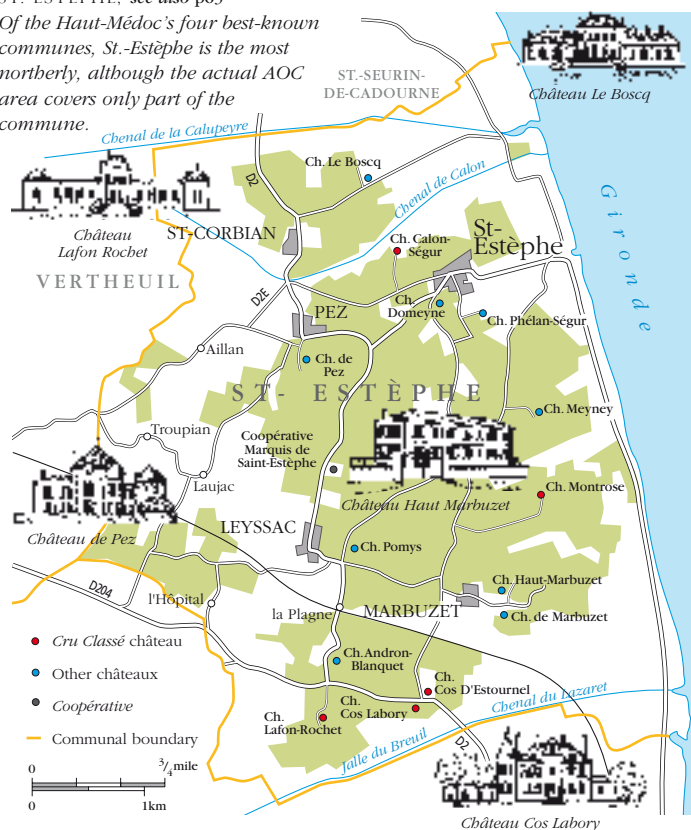 ST. ESTÈPHE, see also p65
Of the Haut-Médoc's four best-known
communes, St.-Estèphe is the most
northerly, although the actual AOC
area covers only part of the
commune.
ST.-SEURIN-
DE-CADOURNE
Château Le Boscq
Chenal de la Calupeyre
Ch. Le Boscq
D2
Chenal de Calon
Gironde
Château
Lafon Rochet
ST-CORBIAN
Ch. Calon-
Ségur
St-
Estèphe
VERTHEUIL
D2E
PEZ
Ch.
Domeyne
Ch. Phélan-Ségur
Aillan
Ch. de
Pez
ST- ESTÈPHE
Ch. Meyney
Troupian
Coopérative
Marquis de
Saint-Estèphe
Laujac
Ch. Montrose
Château Haut Marbuzet
Château de Pez
LEYSSAC
Ch. Pomys
D204
l'Hôpital
la Plagne
MARBUZET
Ch. Haut-Marbuzet
Ch. de Marbuzet
Ch. Andron-
Blanquet
Ch.
Cos D'Estournel
Ch.
Cos Labory
Ch.
Lafon-Rochet
Chenal du Lazaret
Jalle du Breuil
D2
Cru Classé château
Other châteaux
Coopérative
Communal boundary
0 3/4 mile
0 1km
Château Cos Labory